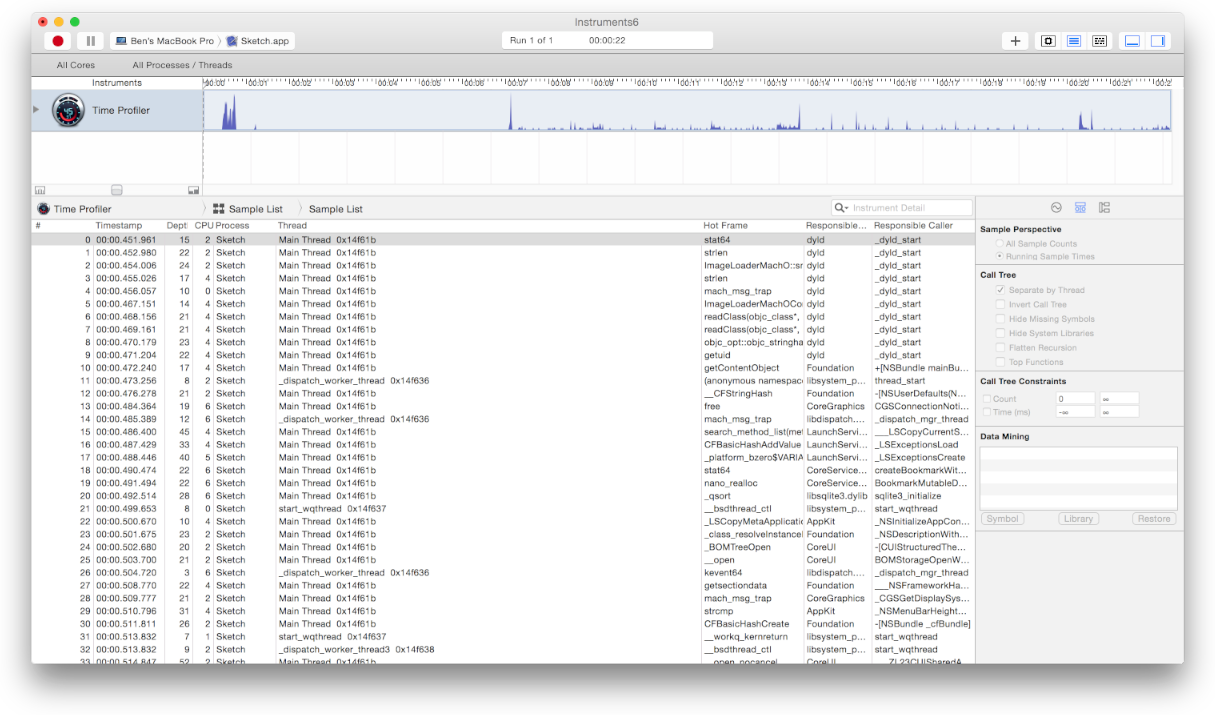 Instruments6
Ben's MacBook Pro Sketch.app Run 1 of 1 00:00:22
All Cores All Processes / Threads
Instruments 00:00 00:01 00:02 00:03 00:04 00:05 00:06 00:07 00:08 00:09 00:10 00:11 00:12 00:13 00:14 00:15 00:16 00:17 00:18 00:19 00:20 00:21 00:2
Time Profiler
Time Profiler Sample List Sample List Instrument Detail
# Timestamp Dept CPU Process Thread Hot Frame Responsible... Responsible Caller
0 00:00.451.961 15 2 Sketch Main Thread 0x14f61b stat64 dyld _dyld_start
1 00:00.452.980 22 2 Sketch Main Thread 0x14f61b strlen dyld _dyld_start
2 00:00.454.006 24 2 Sketch Main Thread 0x14f61b ImageLoaderMachO::sr dyld _dyld_start
3 00:00.455.026 17 4 Sketch Main Thread 0x14f61b strlen dyld _dyld_start
4 00:00.456.057 10 0 Sketch Main Thread 0x14f61b mach_msg_trap dyld _dyld_start
5 00:00.467.151 14 4 Sketch Main Thread 0x14f61b ImageLoaderMachOCo dyld _dyld_start
6 00:00.468.156 21 4 Sketch Main Thread 0x14f61b readClass(objc_class*, dyld _dyld_start
7 00:00.469.161 21 4 Sketch Main Thread 0x14f61b readClass(objc_class*, dyld _dyld_start
8 00:00.470.179 23 4 Sketch Main Thread 0x14f61b objc_opt::objc_stringha dyld _dyld_start
9 00:00.471.204 22 4 Sketch Main Thread 0x14f61b getuid dyld _dyld_start
10 00:00.472.240 17 4 Sketch Main Thread 0x14f61b getContentObject Foundation +[NSBundle mainBu...
11 00:00.473.256 8 2 Sketch _dispatch_worker_thread 0x14f636 (anonymous namespace libsystem_p... thread_start
12 00:00.476.278 21 2 Sketch Main Thread 0x14f61b __CFStringHash Foundation -[NSUserDefaults(N...
13 00:00.484.364 19 6 Sketch Main Thread 0x14f61b free CoreGraphics CGSConnectionNoti...
14 00:00.485.389 12 6 Sketch _dispatch_worker_thread 0x14f636 mach_msg_trap libdispatch.... _dispatch_mgr_thread
15 00:00.486.400 45 4 Sketch Main Thread 0x14f61b search_method_list(met LaunchServi... ___LSCopyCurrentS...
16 00:00.487.429 33 4 Sketch Main Thread 0x14f61b CFBasicHashAddValue LaunchServi... _LSExceptionsLoad
17 00:00.488.446 40 5 Sketch Main Thread 0x14f61b _platform_bzero$VARIA LaunchServi... _LSExceptionsCreate
18 00:00.490.474 22 6 Sketch Main Thread 0x14f61b stat64 CoreService... createBookmarkWit...
19 00:00.491.494 22 6 Sketch Main Thread 0x14f61b nano_realloc CoreService... BookmarkMutableD...
20 00:00.492.514 28 6 Sketch Main Thread 0x14f61b _qsort libsqlite3.dylib sqlite3_initialize
21 00:00.499.653 8 0 Sketch start_wqthread 0x14f637 __bsdthread_ctl libsystem_p... start_wqthread
22 00:00.500.670 10 4 Sketch Main Thread 0x14f61b _LSCopyMetaApplicatic AppKit _NSInitializeAppCon...
23 00:00.501.675 23 2 Sketch Main Thread 0x14f61b _class_resolveInstancel Foundation _NSDescriptionWith...
24 00:00.502.680 20 2 Sketch Main Thread 0x14f61b _BOMTreeOpen CoreUI -[CUIStructuredThe...
25 00:00.503.700 21 2 Sketch Main Thread 0x14f61b __open CoreUI BOMStorageOpenW...
26 00:00.504.720 3 6 Sketch _dispatch_worker_thread 0x14f636 kevent64 libdispatch.... _dispatch_mgr_thread
27 00:00.508.770 22 4 Sketch Main Thread 0x14f61b getsectiondata Foundation ___NSFrameworkHa...
28 00:00.509.777 21 2 Sketch Main Thread 0x14f61b mach_msg_trap CoreGraphics _CGSGetDisplaySys...
29 00:00.510.796 31 4 Sketch Main Thread 0x14f61b strcmp AppKit _NSMenuBarHeight...
30 00:00.511.811 26 2 Sketch Main Thread 0x14f61b CFBasicHashCreate Foundation -[NSBundle _cfBundle]
31 00:00.513.832 7 1 Sketch start_wqthread 0x14f637 __workq_kernreturn libsystem_p... start_wqthread
32 00:00.513.832 9 2 Sketch _dispatch_worker_thread3 0x14f638 __bsdthread_ctl libsystem_p... start_wqthread
33 00:00.514.847 52 2 Sketch Main Thread 0x14f61b __open_nocancel CoreUI __ZL23CUISharedA
Sample Perspective
All Sample Counts
Running Sample Times
Call Tree
Separate by Thread
Invert Call Tree
Hide Missing Symbols
Hide System Libraries
Flatten Recursion
Top Functions
Call Tree Constraints
Count 0 ∞
Time (ms) -∞ ∞
Data Mining
Symbol Library Restore